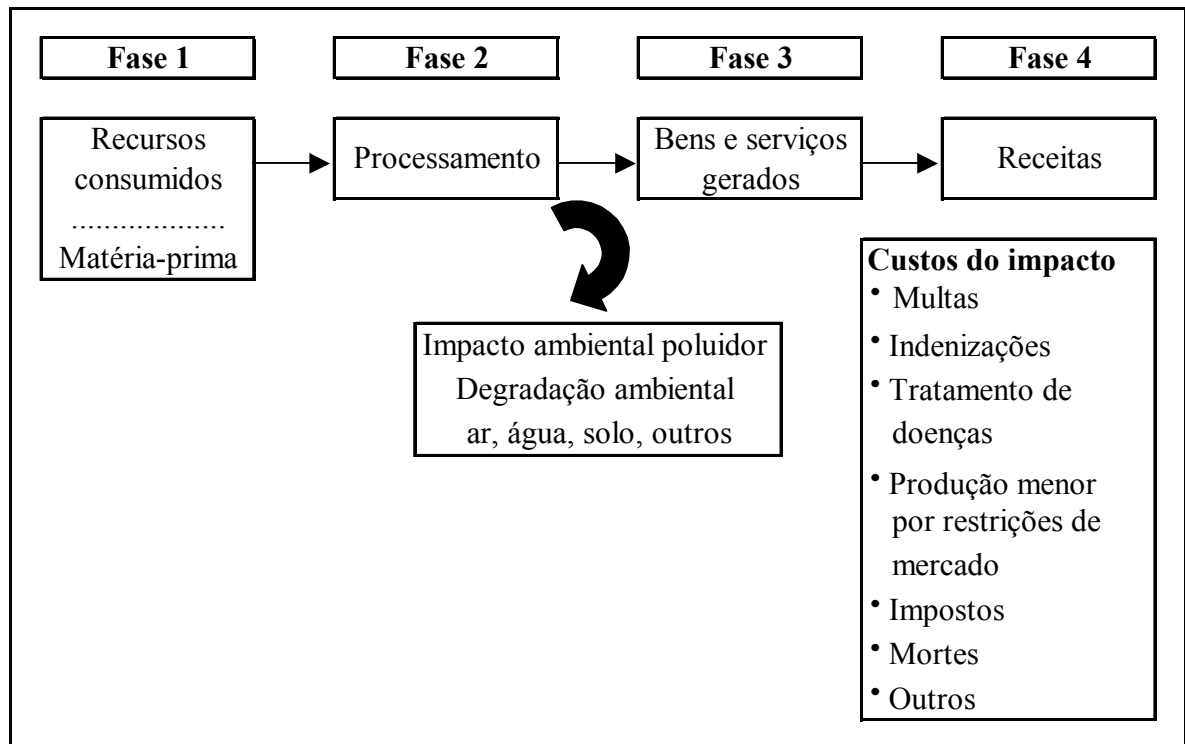 Fase 1
Fase 2
Fase 3
Fase 4
Recursos
consumidos
...................
Matéria-prima
Processamento
Bens e serviços
gerados
Receitas
Impacto ambiental poluidor
Degradação ambiental
ar, água, solo, outros
Custos do impacto
• Multas
• Indenizações
• Tratamento de
doenças
• Produção menor
por restrições de
mercado
• Impostos
• Mortes
• Outros